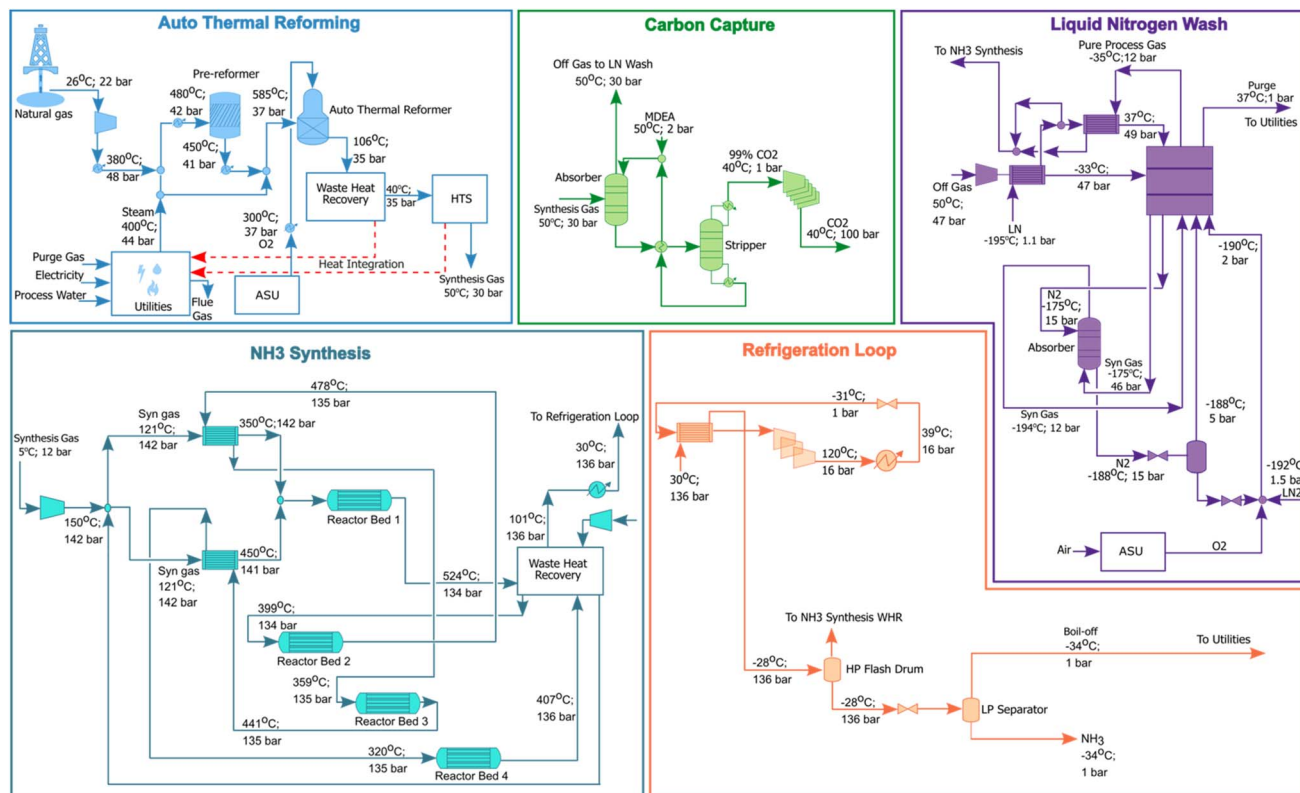 Auto Thermal Reforming
26°C; 22 bar
Natural gas
Pre-reformer
480°C;
42 bar
585°C;
37 bar
Auto Thermal Reformer
450°C;
41 bar
380°C;
48 bar
106°C;
35 bar
Waste Heat
Recovery
40°C;
35 bar
HTS
Steam
400°C;
44 bar
300°C;
37 bar
O2
Heat Integration
Purge Gas
Electricity
Process Water
Utilities
Flue
Gas
ASU
Synthesis Gas
50°C; 30 bar
Carbon Capture
Off Gas to LN Wash
50°C; 30 bar
MDEA
50°C; 2 bar
Absorber
Synthesis Gas
50°C; 30 bar
99% CO2
40°C; 1 bar
Stripper
CO2
40°C; 100 bar
Liquid Nitrogen Wash
To NH3 Synthesis
Pure Process Gas
-35°C;12 bar
Purge
37°C;1 bar
To Utilities
37°C;
49 bar
Off Gas
50°C;
47 bar
-33°C;
47 bar
LN
-195°C; 1.1 bar
-190°C;
2 bar
N2
-175°C;
15 bar
Absorber
Syn Gas
-175°C;
46 bar
Syn Gas
-194°C; 12 bar
-188°C;
5 bar
N2
-188°C; 15 bar
-192°C
1.5 ba
LN2
Air
ASU
O2
NH3 Synthesis
478°C;
135 bar
Syn gas
121°C;
142 bar
350°C;142 bar
To Refrigeration Loop
30°C;
136 bar
Synthesis Gas
5°C; 12 bar
150°C;
142 bar
Reactor Bed 1
101°C;
136 bar
450°C;
141 bar
Syn gas
121°C;
142 bar
524°C;
134 bar
Waste Heat
Recovery
399°C;
134 bar
Reactor Bed 2
359°C;
135 bar
Reactor Bed 3
441°C;
135 bar
407°C;
136 bar
320°C;
135 bar
Reactor Bed 4
Refrigeration Loop
-31°C;
1 bar
39°C;
16 bar
120°C;
16 bar
30°C;
136 bar
To NH3 Synthesis WHR
HP Flash Drum
-28°C;
136 bar
-28°C;
136 bar
Boil-off
-34°C;
1 bar
To Utilities
LP Separator
NH3
-34°C;
1 bar